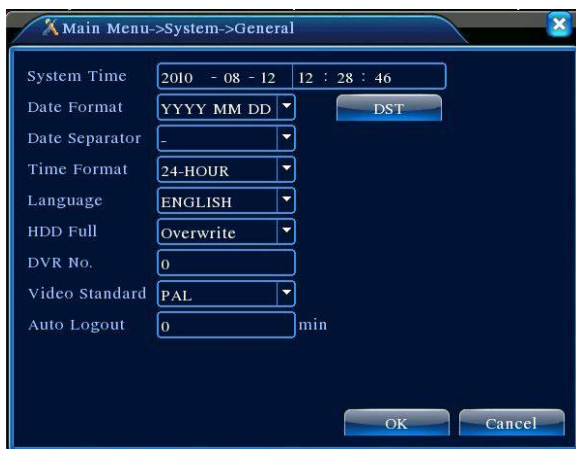 Main Menu->System->General
System Time 2010 - 08 - 12 12 : 28 : 46
Date Format YYYY MM DD DST
Date Separator -
Time Format 24-HOUR
Language ENGLISH
HDD Full Overwrite
DVR No. 0
Video Standard PAL
Auto Logout 0 min
OK Cancel